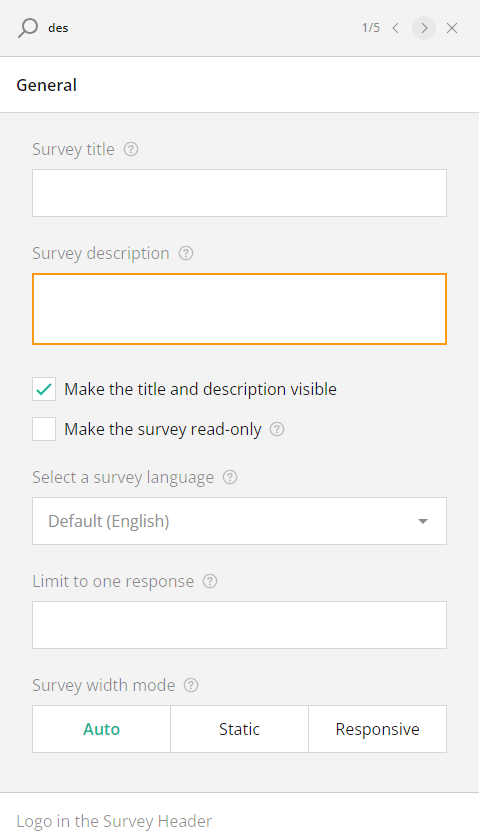 des 1/5
General
Survey title
Survey description
Make the title and description visible
Make the survey read-only
Select a survey language
Default (English)
Limit to one response
Survey width mode
Auto Static Responsive
Logo in the Survey Header